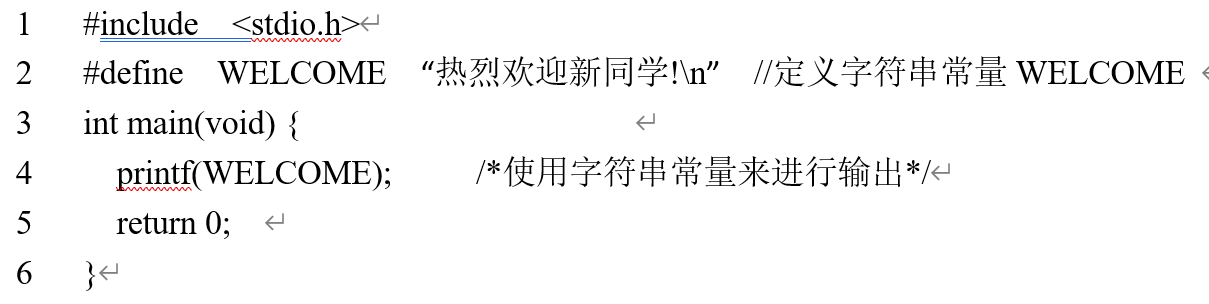 1 #include <stdio.h>
2 #define WELCOME “热烈欢迎新同学!\n” //定义字符串常量 WELCOME
3 int main(void) {
4 printf(WELCOME); /*使用字符串常量来进行输出*/
5 return 0;
6 }